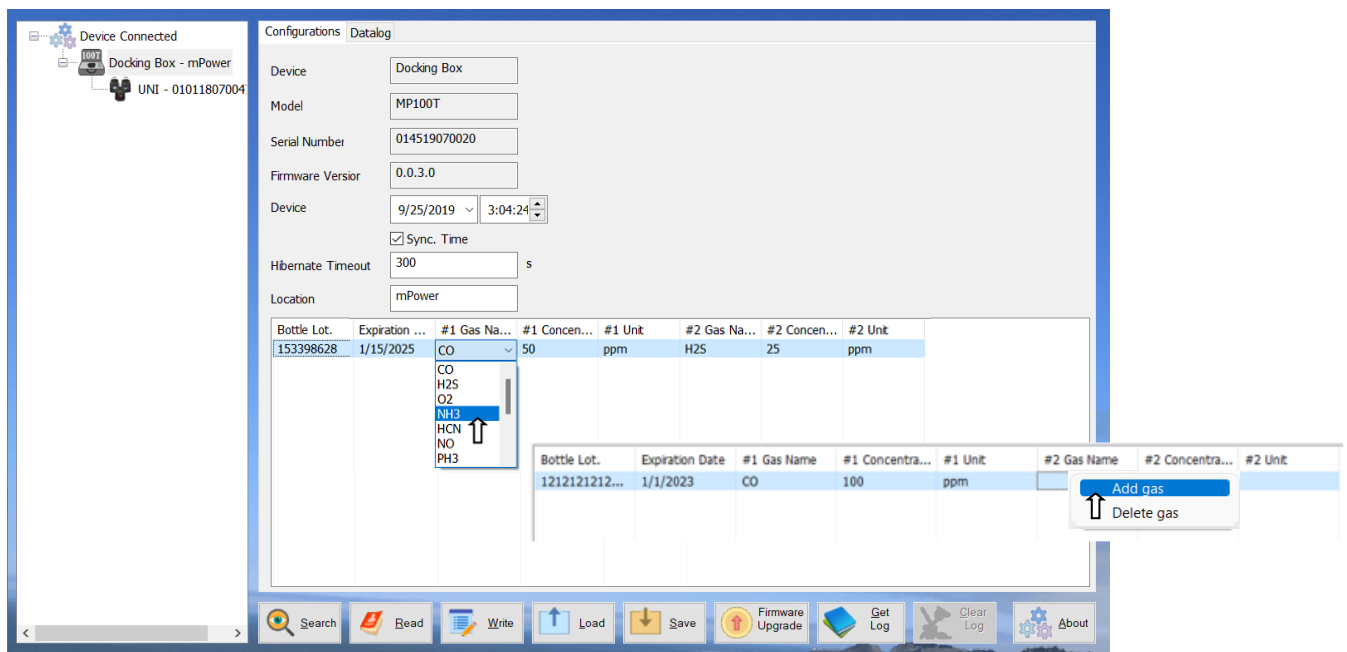 Device Connected
100T
Docking Box - mPower
UNI - 01011807004
Configurations Datalog
Device Docking Box
Model MP100T
Serial Number 014519070020
Firmware Versior 0.0.3.0
Device 9/25/2019 3:04:24
Sync. Time
Hibernate Timeout 300 s
Location mPower
Bottle Lot. Expiration ... #1 Gas Na... #1 Concen... #1 Unit #2 Gas Na... #2 Concen... #2 Unit
153398628 1/15/2025 CO 50 ppm H2S 25 ppm
CO
H2S
O2
NH3
HCN
NO
PH3
Bottle Lot. Expiration Date #1 Gas Name #1 Concentra... #1 Unit #2 Gas Name #2 Concentra... #2 Unit
1212121212... 1/1/2023 CO 100 ppm
Add gas
Delete gas
Search Read Write Load Save Firmware Upgrade Get Log Clear Log About